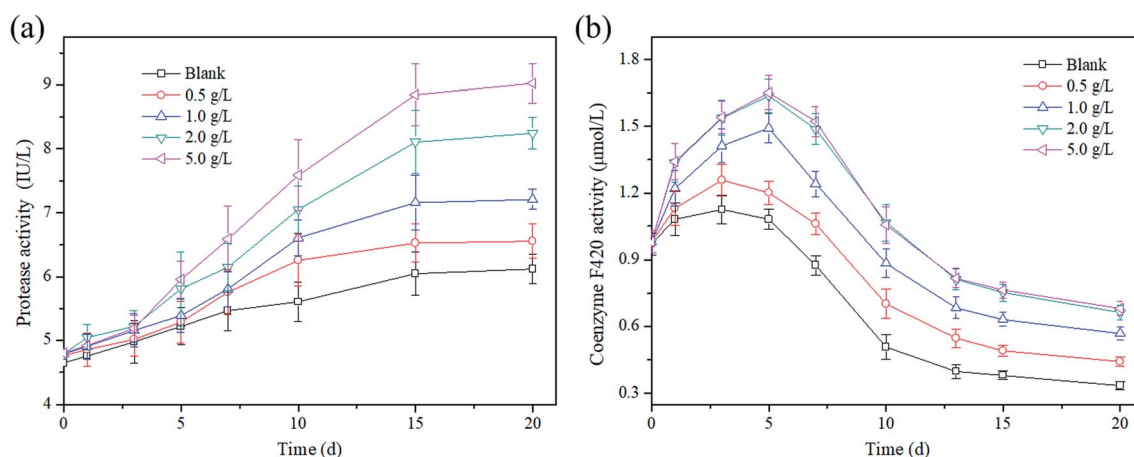 (a)
Protease activity (IU/L)
9
8
7
6
5
4
Blank
0.5 g/L
1.0 g/L
2.0 g/L
5.0 g/L
0 5 10 15 20
Time (d)
(b)
Coenzyme F420 activity (μmol/L)
1.8
1.5
1.2
0.9
0.6
0.3
Blank
0.5 g/L
1.0 g/L
2.0 g/L
5.0 g/L
0 5 10 15 20
Time (d)